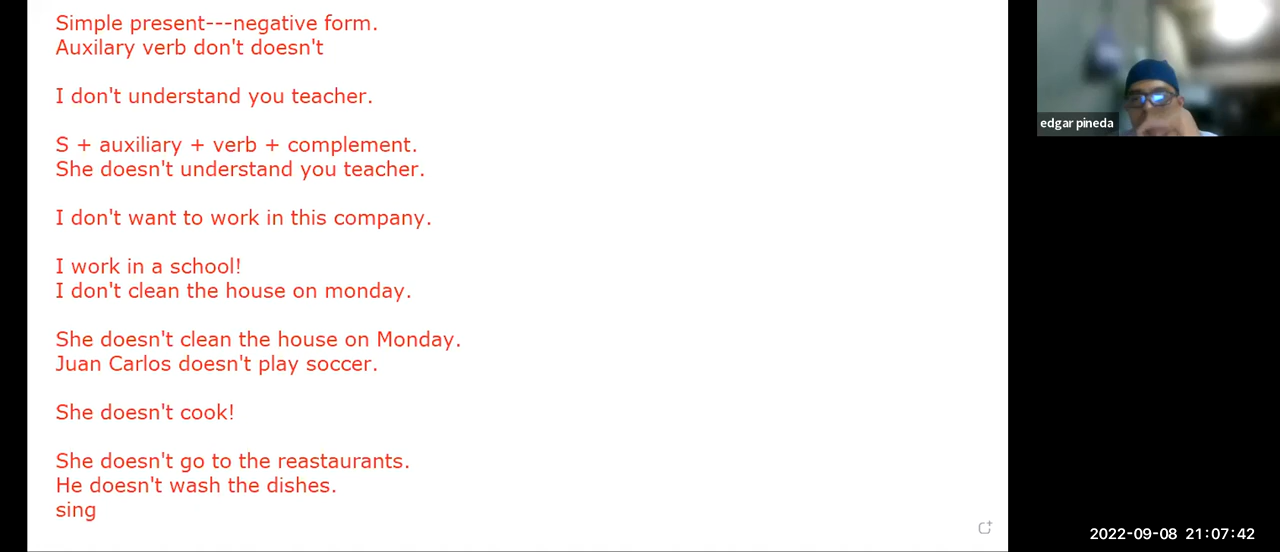 Simple present---negative form.
Auxilary verb don't doesn't
I don't understand you teacher.
S + auxiliary + verb + complement.
She doesn't understand you teacher.
I don't want to work in this company.
I work in a school!
I don't clean the house on monday.
She doesn't clean the house on Monday.
Juan Carlos doesn't play soccer.
She doesn't cook!
She doesn't go to the reastaurants.
He doesn't wash the dishes.
sing
edgar pineda
2022-09-08 21:07:42